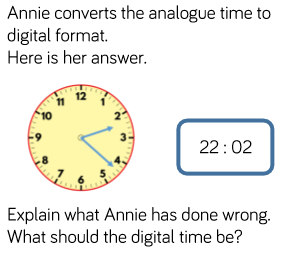 Annie converts the analogue time to
digital format.
Here is her answer.
12
11 1
10 2
9 3
8 4
7 5
6
22 : 02
Explain what Annie has done wrong.
What should the digital time be?